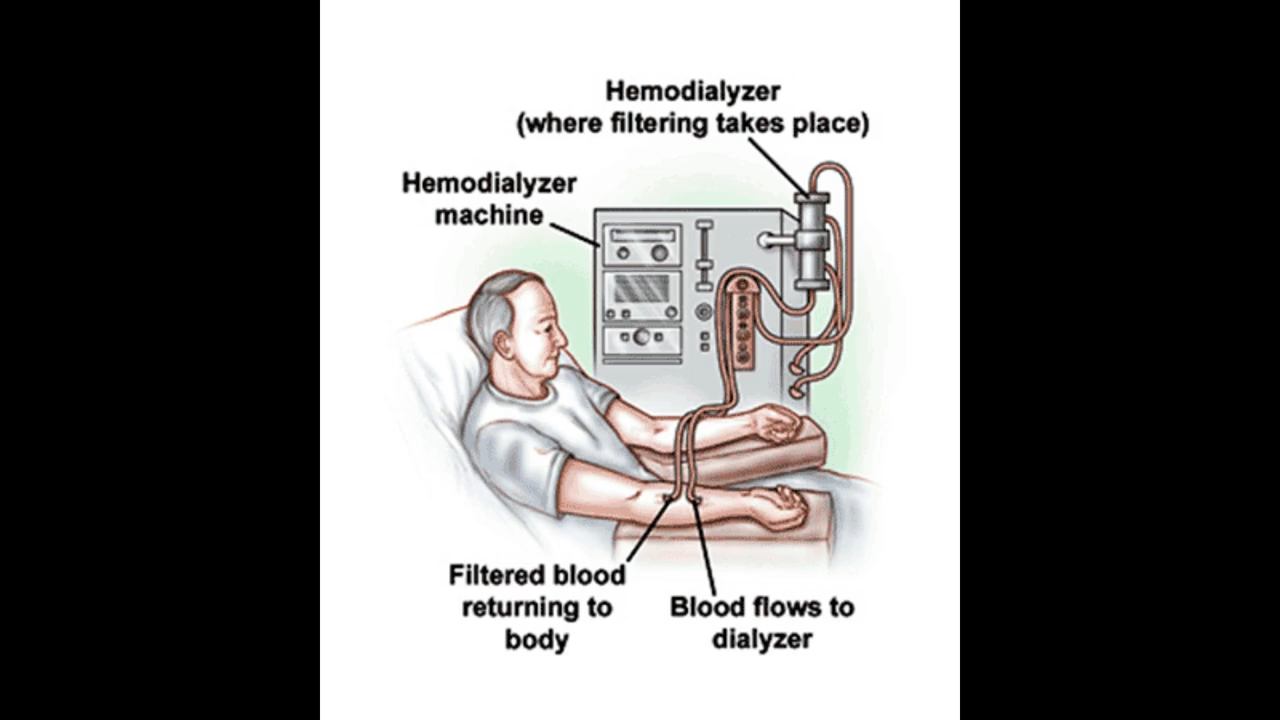 Hemodialyzer
(where filtering takes place)
Hemodialyzer
machine
Filtered blood
returning to
body
Blood flows to
dialyzer